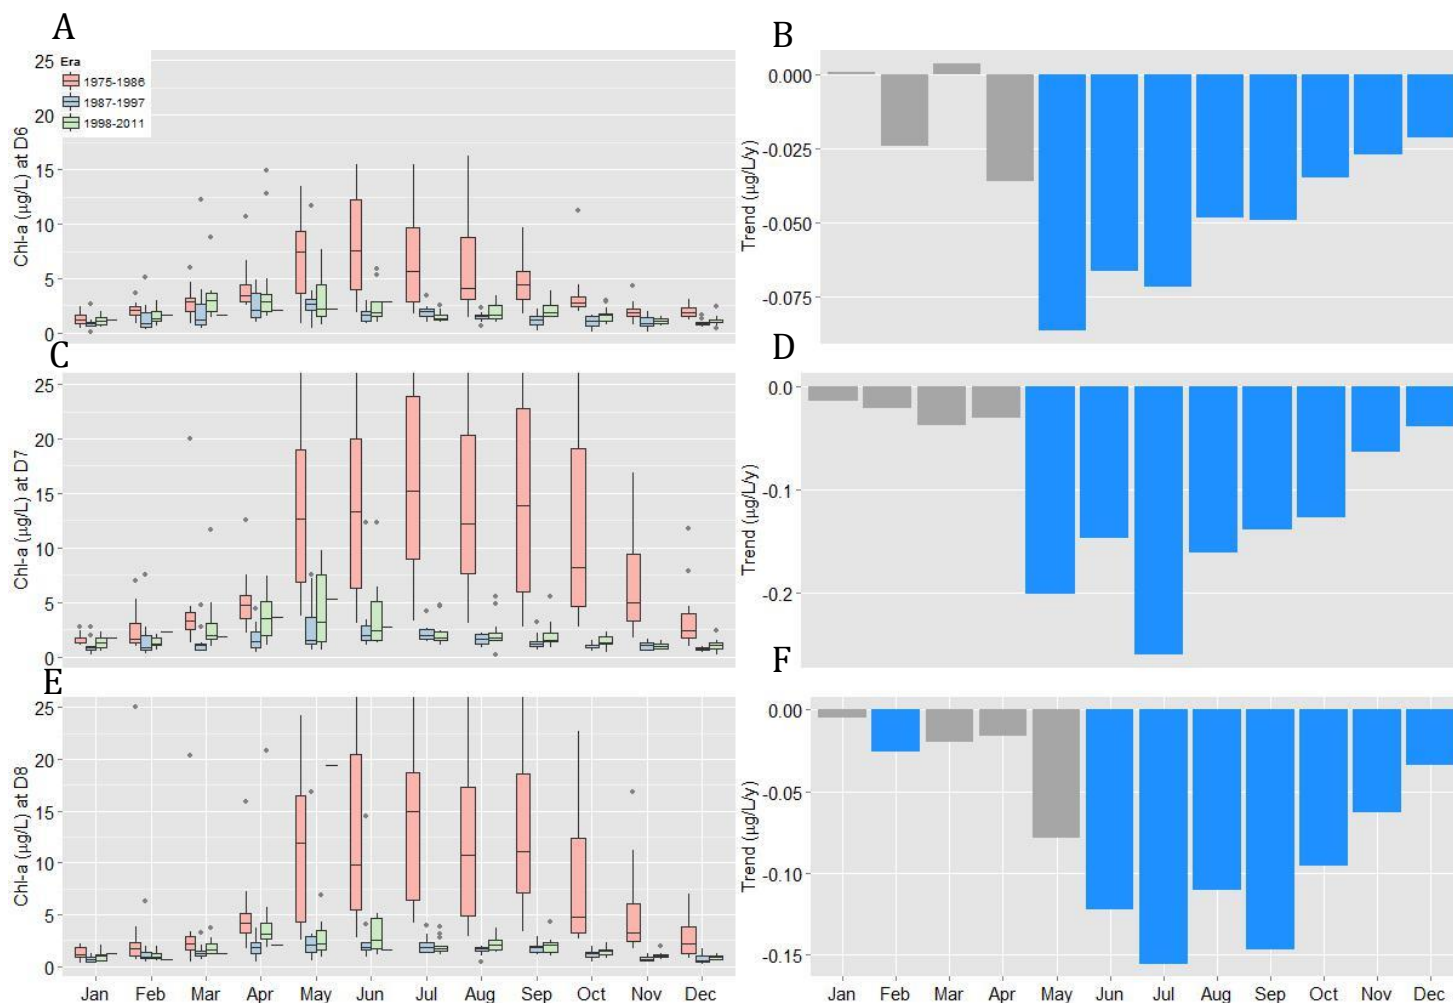 A
Chl-a (µg/L) at D6
25
20
15
10
5
0
Era
1975-1986
1987-1997
1998-2011
B
Trend (µg/L/y)
0.000
-0.025
-0.050
-0.075
C
Chl-a (µg/L) at D7
25
20
15
10
5
0
D
Trend (µg/L/y)
0.0
-0.1
-0.2
E
Chl-a (µg/L) at D8
25
20
15
10
5
0
Jan Feb Mar Apr May Jun Jul Aug Sep Oct Nov Dec
F
Trend (µg/L/y)
0.00
-0.05
-0.10
-0.15
Jan Feb Mar Apr May Jun Jul Aug Sep Oct Nov Dec